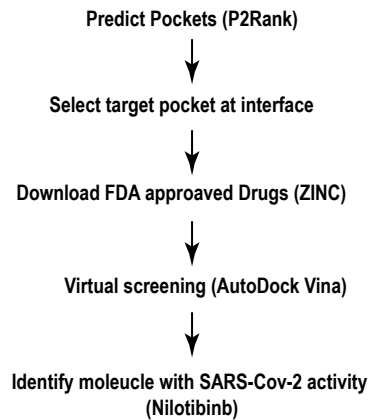 Predict Pockets (P2Rank)
Select target pocket at interface
Download FDA approaved Drugs (ZINC)
Virtual screening (AutoDock Vina)
Identify moleucle with SARS-Cov-2 activity
(Nilotibinb)